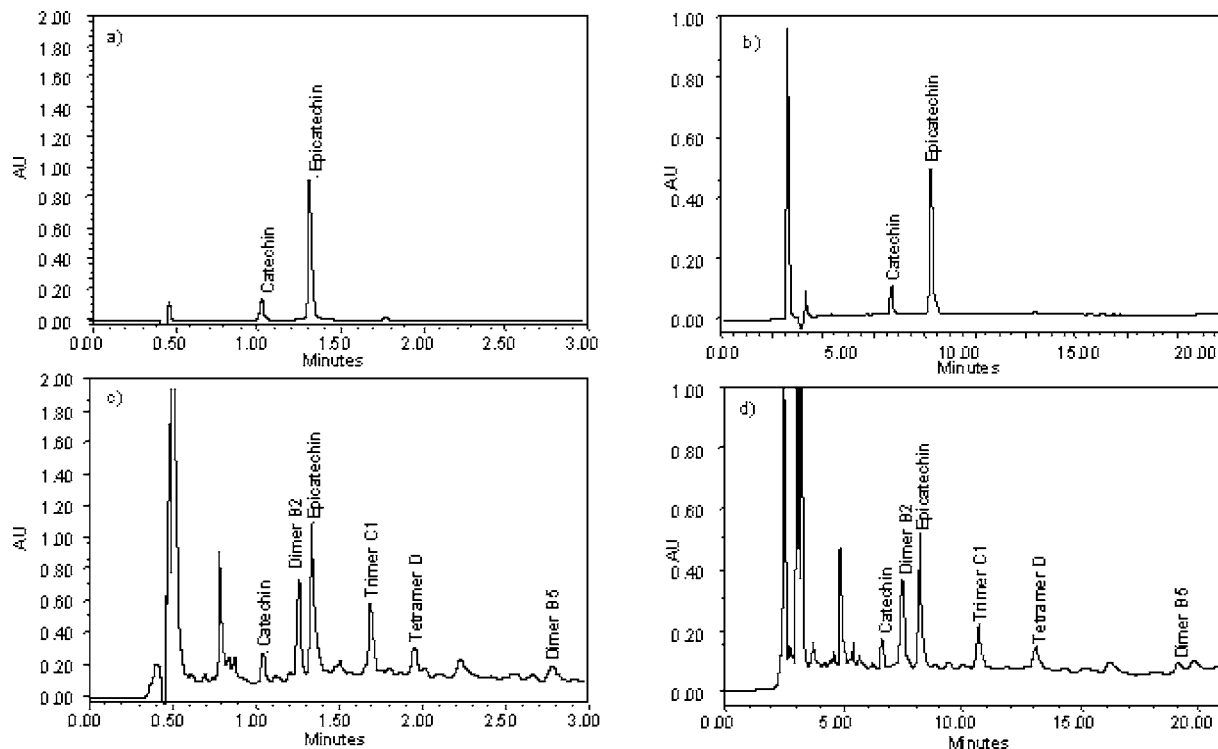 a)
2.00
1.80
1.60
1.40
1.20
1.00
0.80
0.60
0.40
0.20
0.00
AU
Catechin
Epicatechin
0.00 0.50 1.00 1.50 2.00 2.50 3.00
Minutes
b)
1.00
0.80
0.60
0.40
0.20
0.00
AU
Catechin
Epicatechin
0.00 5.00 10.00 15.00 20.00
Minutes
c)
2.00
1.80
1.60
1.40
1.20
1.00
0.80
0.60
0.40
0.20
0.00
AU
Catechin
Dimer B2
Epicatechin
Trimer C1
Tetramer D
Dimer B5
0.00 0.50 1.00 1.50 2.00 2.50 3.00
Minutes
d)
1.00
0.80
0.60
0.40
0.20
0.00
AU
Catechin
Dimer B2
Epicatechin
Trimer C1
Tetramer D
Dimer B5
0.00 5.00 10.00 15.00 20.00
Minutes